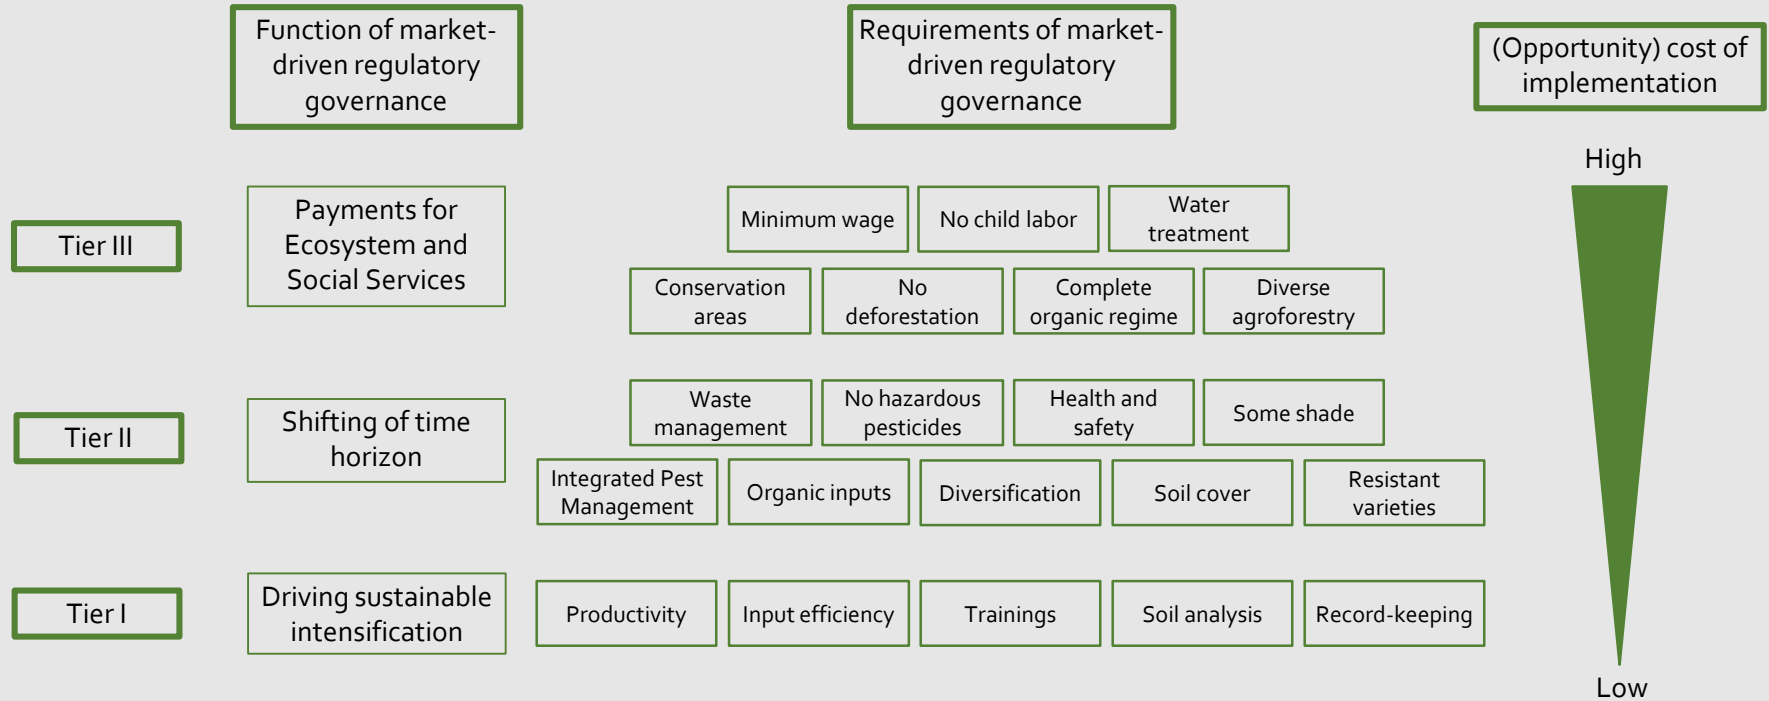 Function of market-
driven regulatory
governance
Requirements of market-
driven regulatory
governance
(Opportunity) cost of
implementation
High
Tier III
Payments for
Ecosystem and
Social Services
Minimum wage
No child labor
Water
treatment
Conservation
areas
No
deforestation
Complete
organic regime
Diverse
agroforestry
Tier II
Shifting of time
horizon
Waste
management
No hazardous
pesticides
Health and
safety
Some shade
Integrated Pest
Management
Organic inputs
Diversification
Soil cover
Resistant
varieties
Tier I
Driving sustainable
intensification
Productivity
Input efficiency
Trainings
Soil analysis
Record-keeping
Low